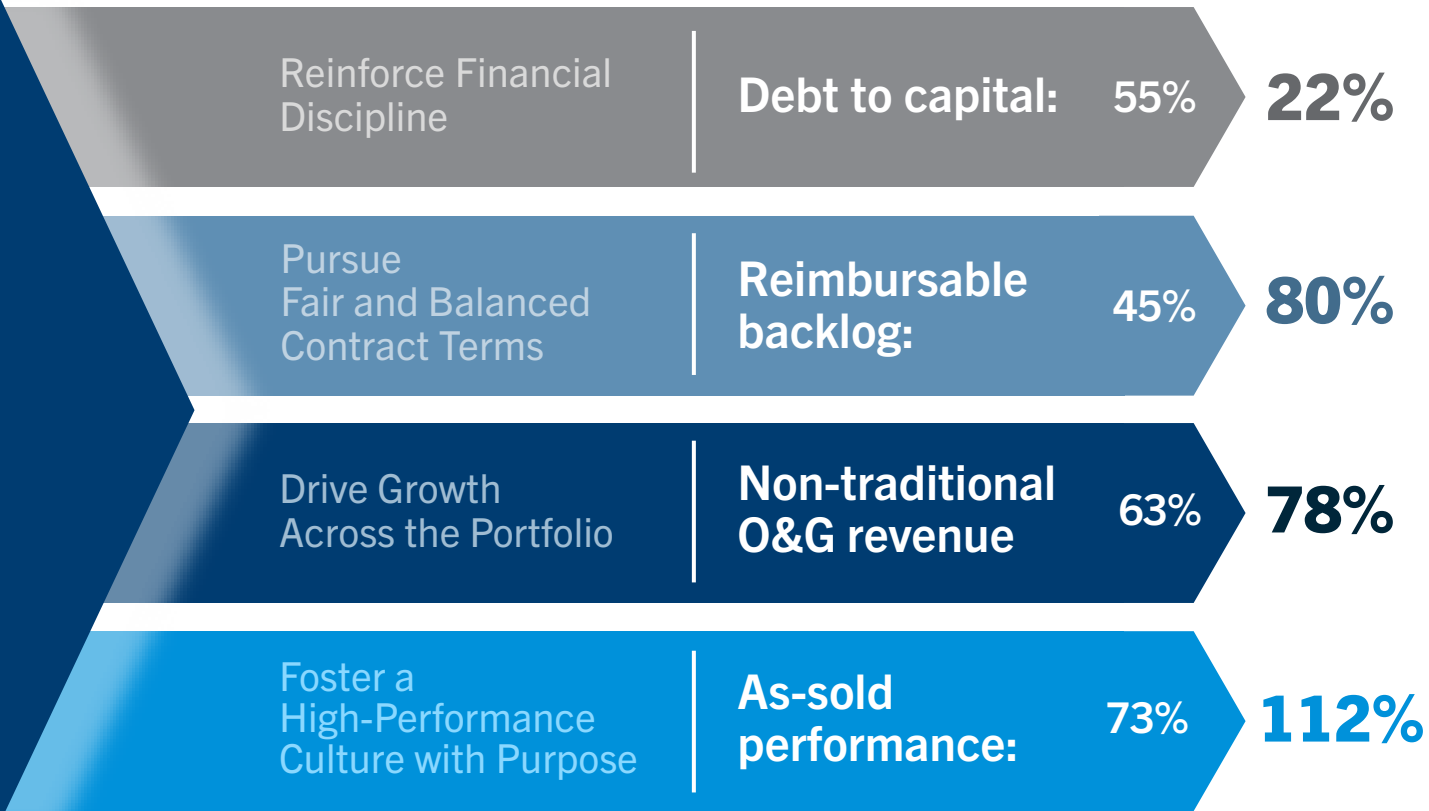 Reinforce Financial
Discipline
Debt to capital:
55%
22%
Pursue
Fair and Balanced
Contract Terms
Reimbursable
backlog:
45%
80%
Drive Growth
Across the Portfolio
Non-traditional
O&G revenue
63%
78%
Foster a
High-Performance
Culture with Purpose
As-sold
performance:
73%
112%